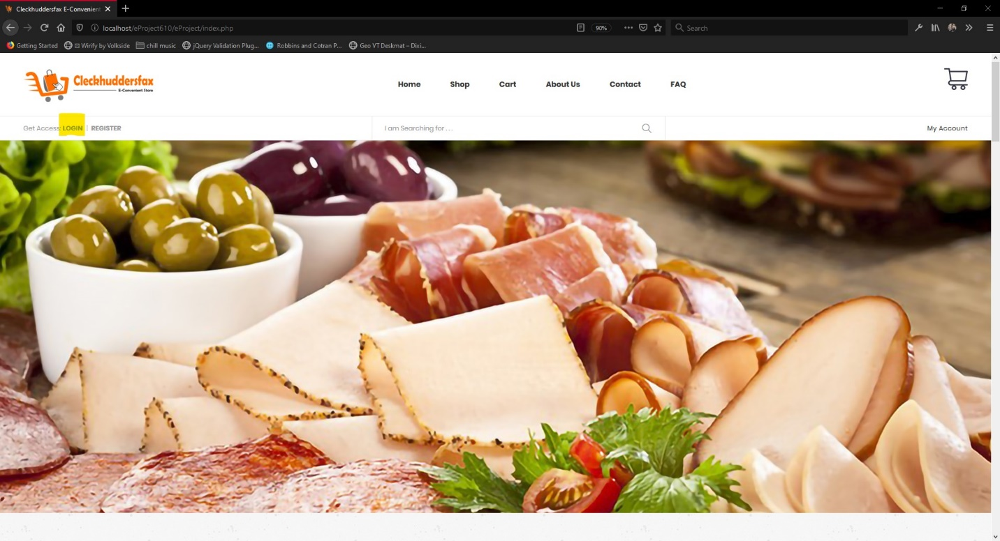 Cleckhuddersfax E-Convenient
localhost/eProject610/eProject/index.php
90%
Search
Getting Started
Wirify by Volkside
chill music
jQuery Validation Plug...
Robbins and Cotran P...
Geo VT Deskmat – Dixi...
Cleckhuddersfax
E-Convenient Store
Home
Shop
Cart
About Us
Contact
FAQ
Get Access: LOGIN | REGISTER
I am Searching for . . .
My Account